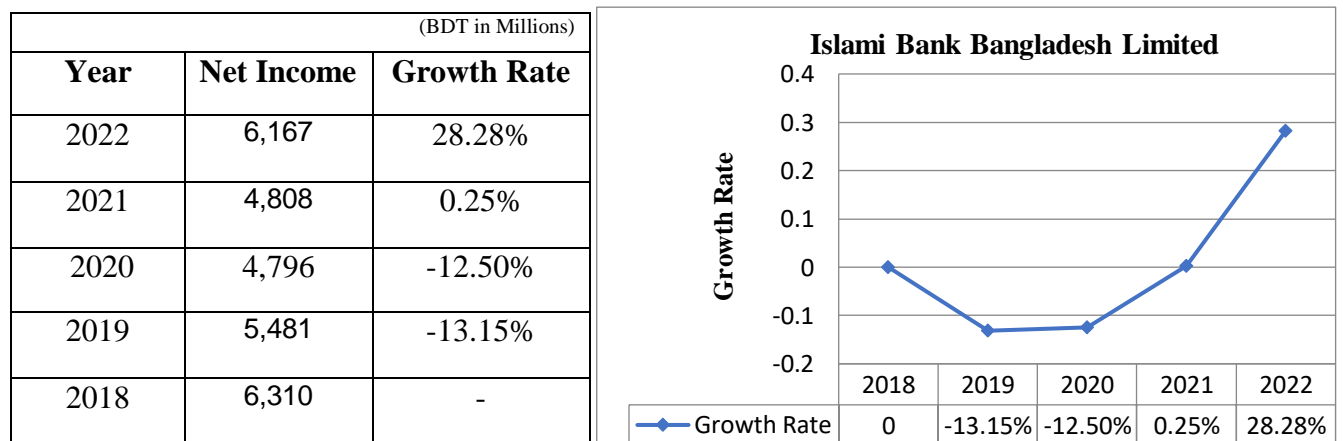 (BDT in Millions)
Year Net Income Growth Rate
2022 6,167 28.28%
2021 4,808 0.25%
2020 4,796 -12.50%
2019 5,481 -13.15%
2018 6,310 -
Islami Bank Bangladesh Limited
Growth Rate
0.4
0.3
0.2
0.1
0
-0.1
-0.2
2018 2019 2020 2021 2022
Growth Rate 0 -13.15% -12.50% 0.25% 28.28%